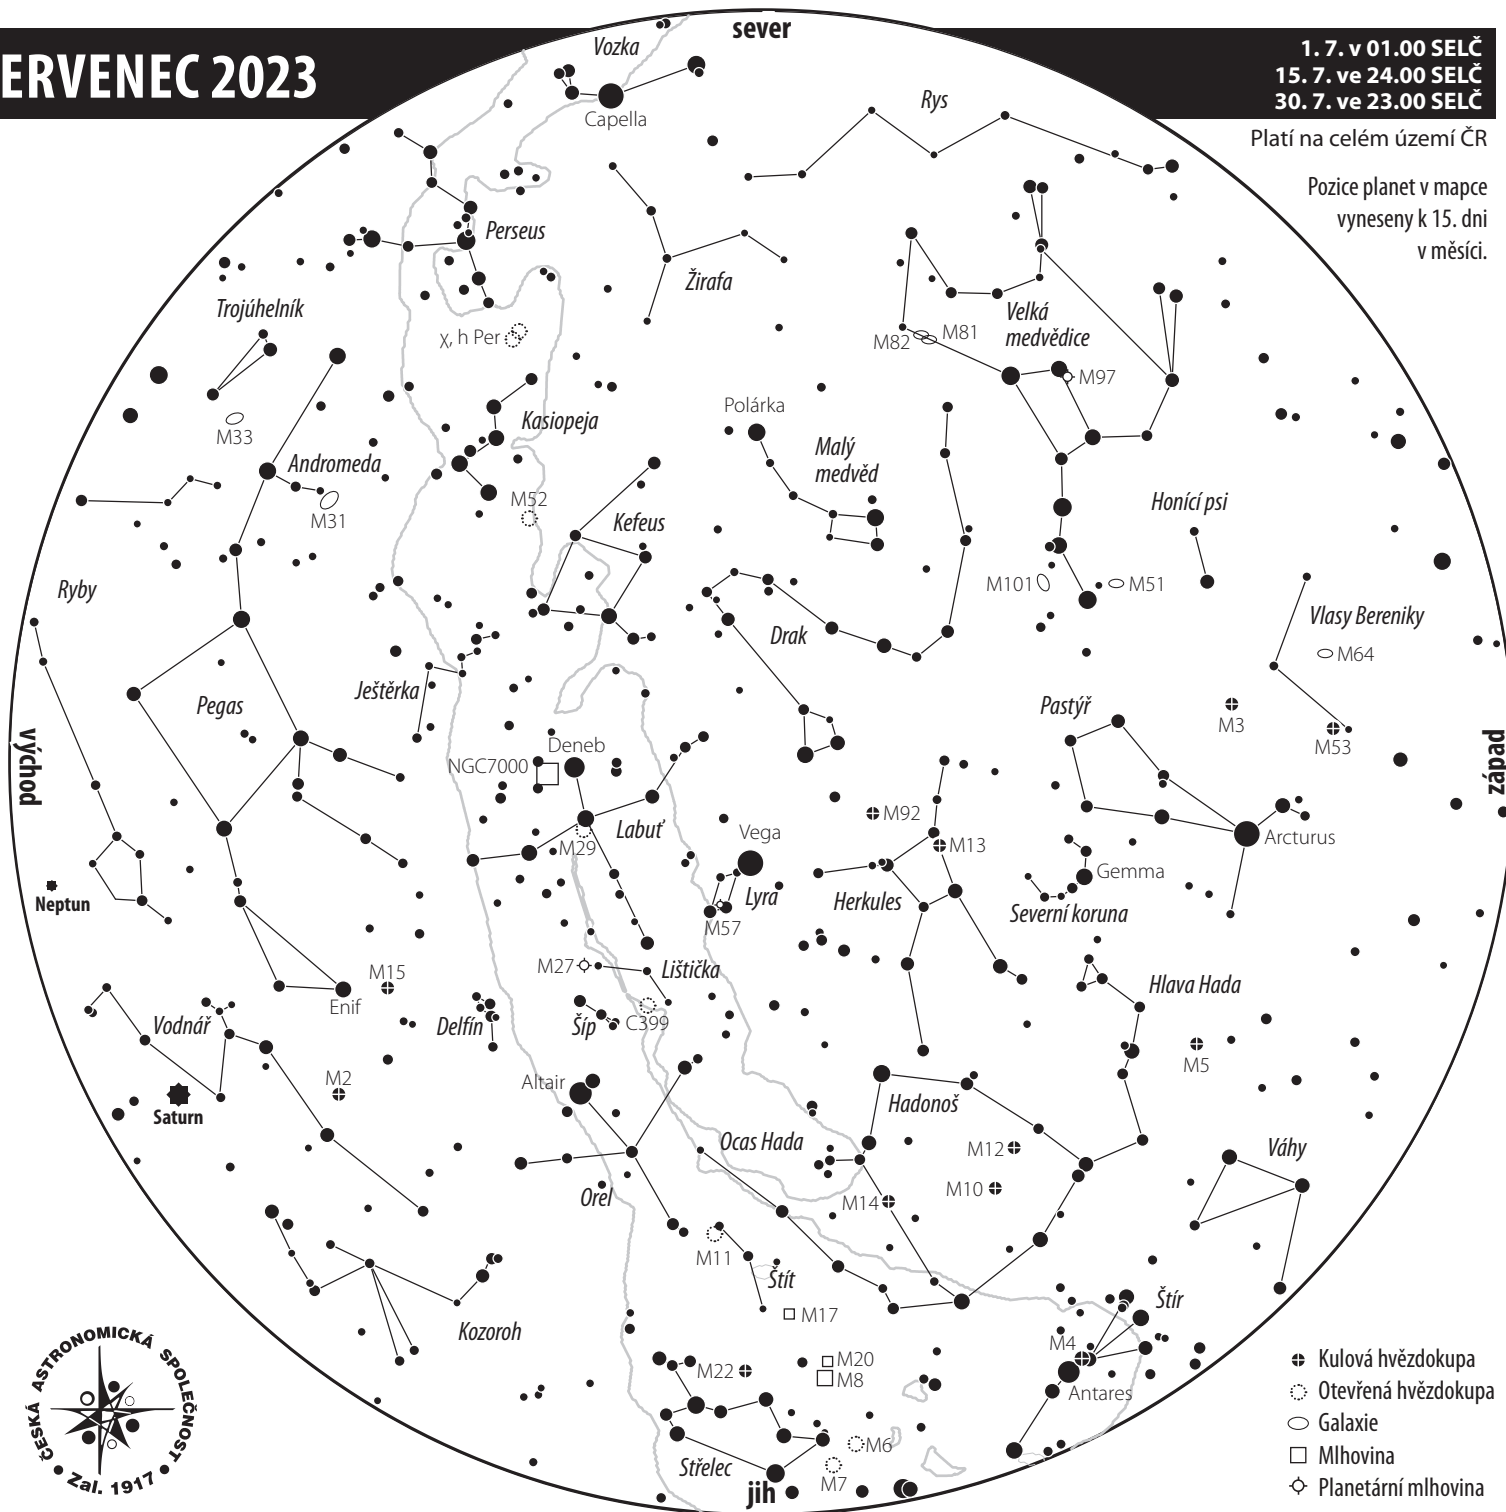 sever
ERVENEC 2023
1. 7. v 01.00 SELČ
15. 7. ve 24.00 SELČ
30. 7. ve 23.00 SELČ
Platí na celém území ČR
Pozice planet v mapce
vyneseny k 15. dni
v měsíci.
Vozka
Capella
Rys
Perseus
Žirafa
Trojúhelník
χ, h Per
Velká
medvědice
M82
M81
M97
M33
Kasiopeja
Polárka
Malý
medvěd
Andromeda
M31
M52
Kefeus
Honící psi
Ryby
M101
M51
Vlasy Bereniky
M64
Drak
Ještěrka
Pegas
Pastýř
M3
M53
východ
západ
NGC7000
Deneb
Labuť
M29
M92
Vega
M13
Arcturus
Gemma
Neptun
Lyra
M57
Herkules
Severní koruna
M15
Enif
M27
Lištička
Hlava Hada
Vodnář
Delfín
Šíp
C399
M5
M2
Altair
Saturn
Hadonoš
Ocas Hada
M12
Váhy
Orel
M14
M10
M11
Štít
M17
Štír
Kozoroh
M4
M22
M20
M8
Antares
Střelec
M6
M7
jih
ČESKÁ ASTRONOMICKÁ SPOLEČNOST
Zal. 1917
Kulová hvězdokupa
Otevřená hvězdokupa
Galaxie
Mlhovina
Planetární mlhovina